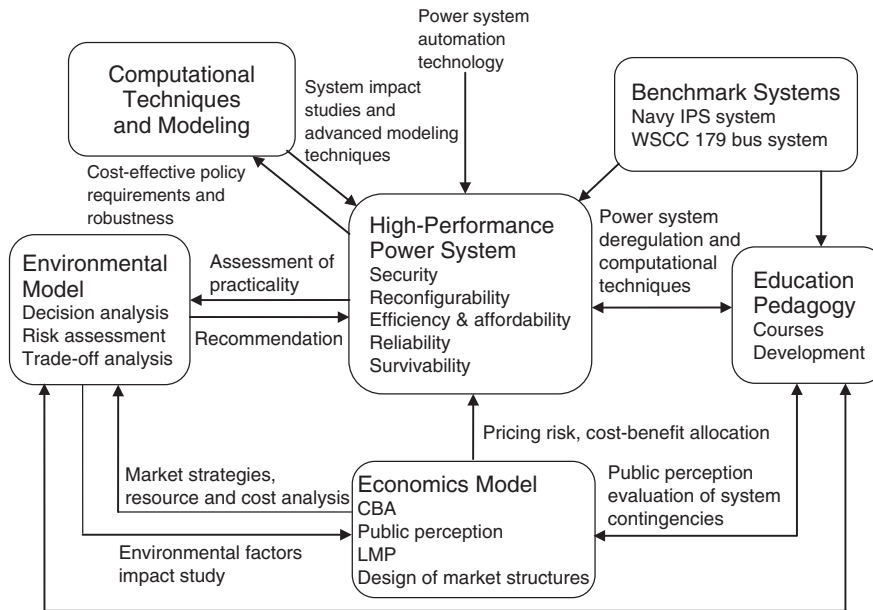 Power system
automation
technology
Computational
Techniques
and Modeling
System impact
studies and
advanced modeling
techniques
Benchmark Systems
Navy IPS system
WSCC 179 bus system
Cost-effective policy
requirements and
robustness
High-Performance
Power System
Security
Reconfigurability
Efficiency & affordability
Reliability
Survivability
Power system
deregulation and
computational
techniques
Environmental
Model
Decision analysis
Risk assessment
Trade-off analysis
Assessment of
practicality
Recommendation
Education
Pedagogy
Courses
Development
Pricing risk, cost-benefit allocation
Market strategies,
resource and cost analysis
Economics Model
CBA
Public perception
LMP
Design of market structures
Public perception
evaluation of system
contingencies
Environmental factors
impact study